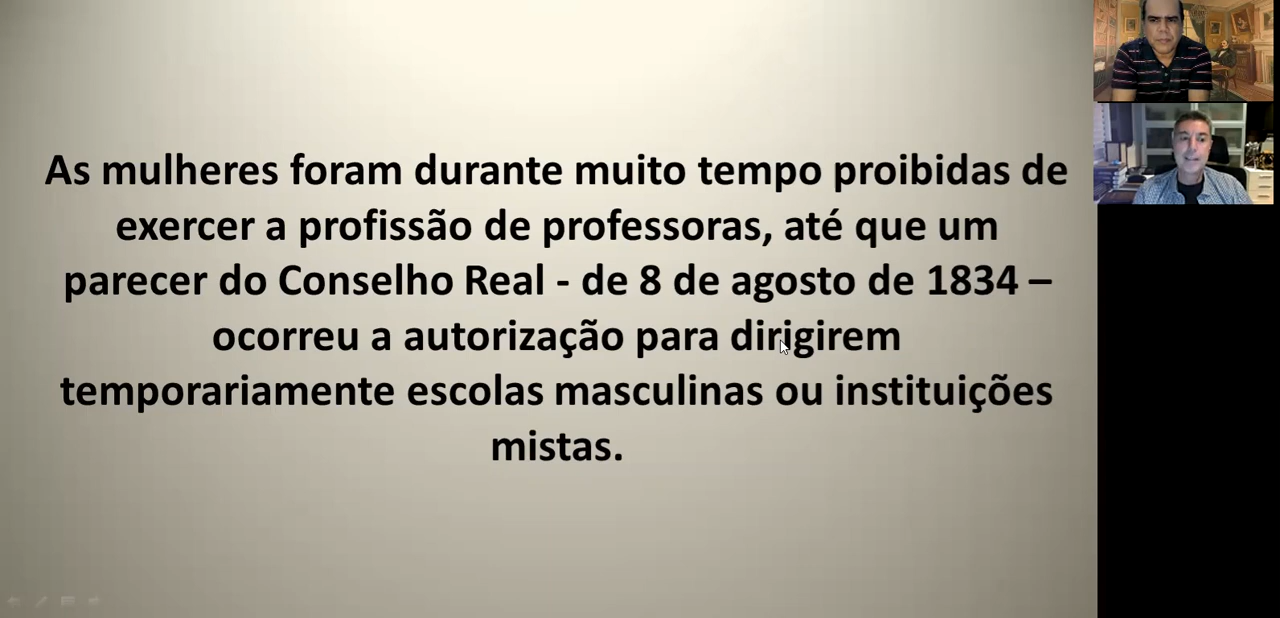 As mulheres foram durante muito tempo proibidas de
exercer a profissão de professoras, até que um
parecer do Conselho Real - de 8 de agosto de 1834 –
ocorreu a autorização para dirigirem
temporariamente escolas masculinas ou instituições
mistas.